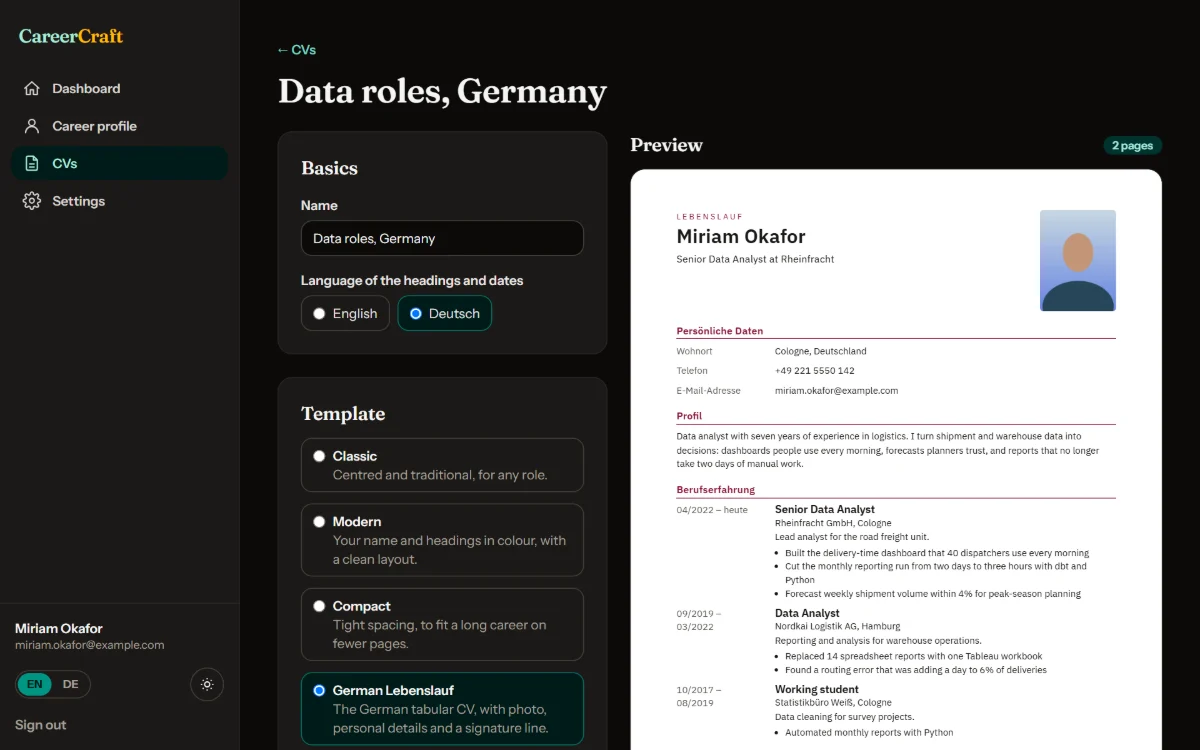 CareerCraft
Dashboard
Career profile
CVs
Settings
Miriam Okafor
miriam.okafor@example.com
EN DE
Sign out
← CVs
Data roles, Germany
Basics
Name
Data roles, Germany
Language of the headings and dates
English
Deutsch
Template
Classic
Centred and traditional, for any role.
Modern
Your name and headings in colour, with
a clean layout.
Compact
Tight spacing, to fit a long career on
fewer pages.
German Lebenslauf
The German tabular CV, with photo,
personal details and a signature line.
Preview
2 pages
LEBENSLAUF
Miriam Okafor
Senior Data Analyst at Rheinfracht
Persönliche Daten
Wohnort Cologne, Deutschland
Telefon +49 221 5550 142
E-Mail-Adresse miriam.okafor@example.com
Profil
Data analyst with seven years of experience in logistics. I turn shipment and warehouse data into
decisions: dashboards people use every morning, forecasts planners trust, and reports that no longer
take two days of manual work.
Berufserfahrung
04/2022 – heute Senior Data Analyst
Rheinfracht GmbH, Cologne
Lead analyst for the road freight unit.
• Built the delivery-time dashboard that 40 dispatchers use every morning
• Cut the monthly reporting run from two days to three hours with dbt and
Python
• Forecast weekly shipment volume within 4% for peak-season planning
09/2019 – Data Analyst
03/2022 Nordkai Logistik AG, Hamburg
Reporting and analysis for warehouse operations.
• Replaced 14 spreadsheet reports with one Tableau workbook
• Found a routing error that was adding a day to 6% of deliveries
10/2017 – Working student
08/2019 Statistikbüro Weiß, Cologne
Data cleaning for survey projects.
• Automated monthly reports with Python